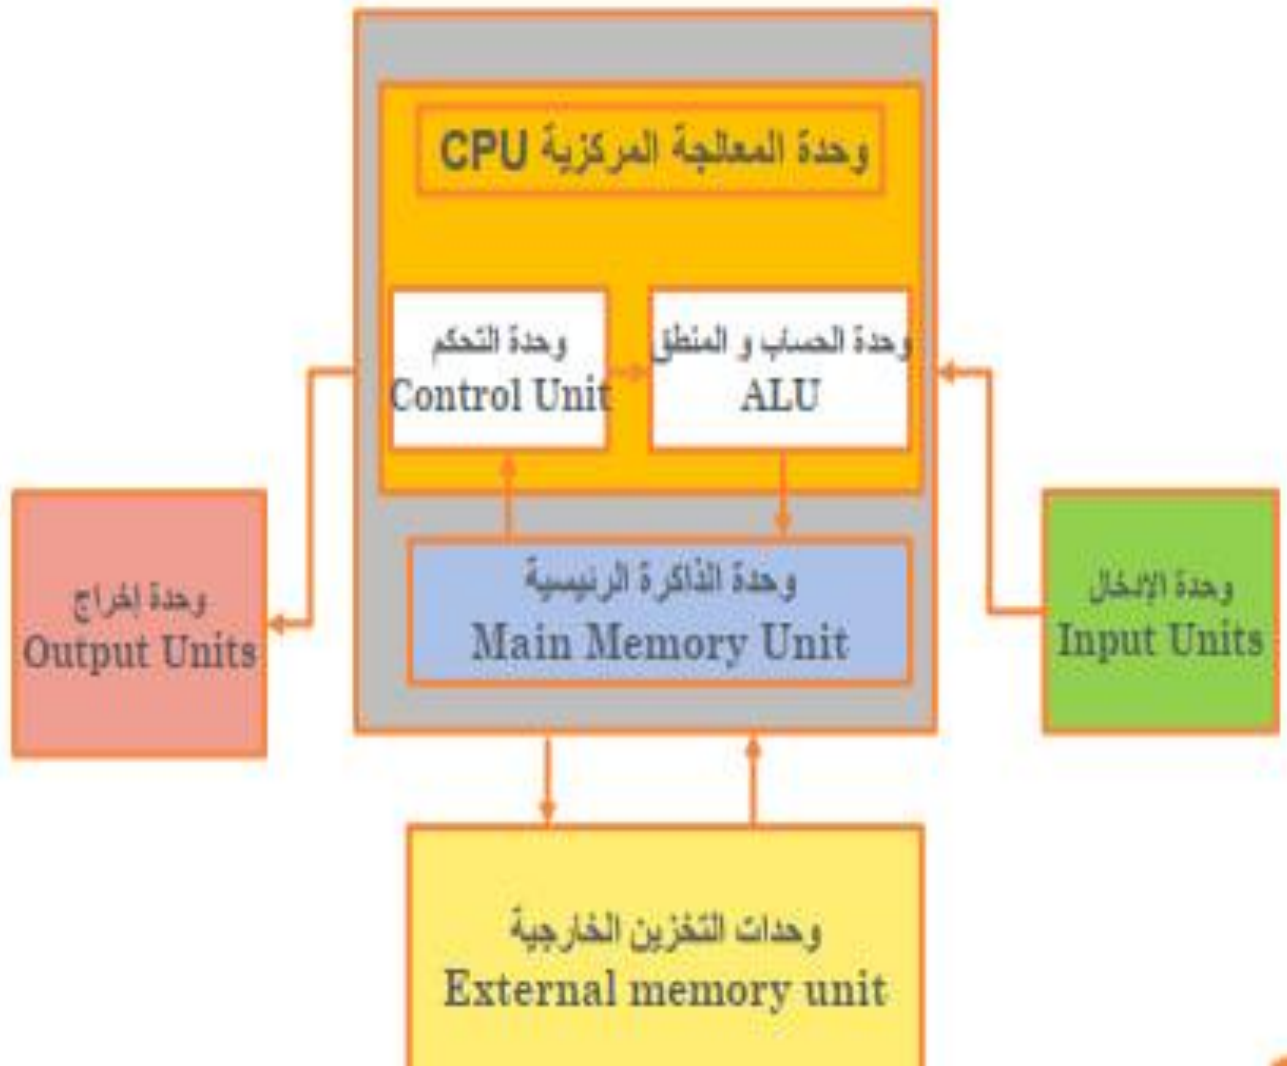 وحدة المعالجة المركزية CPU
وحدة الحساب و المنطق
ALU
وحدة التحكم
Control Unit
وحدة الذاكرة الرئيسية
Main Memory Unit
وحدة الإدخال
Input Units
وحدة إخراج
Output Units
وحدات التخزين الخارجية
External memory unit